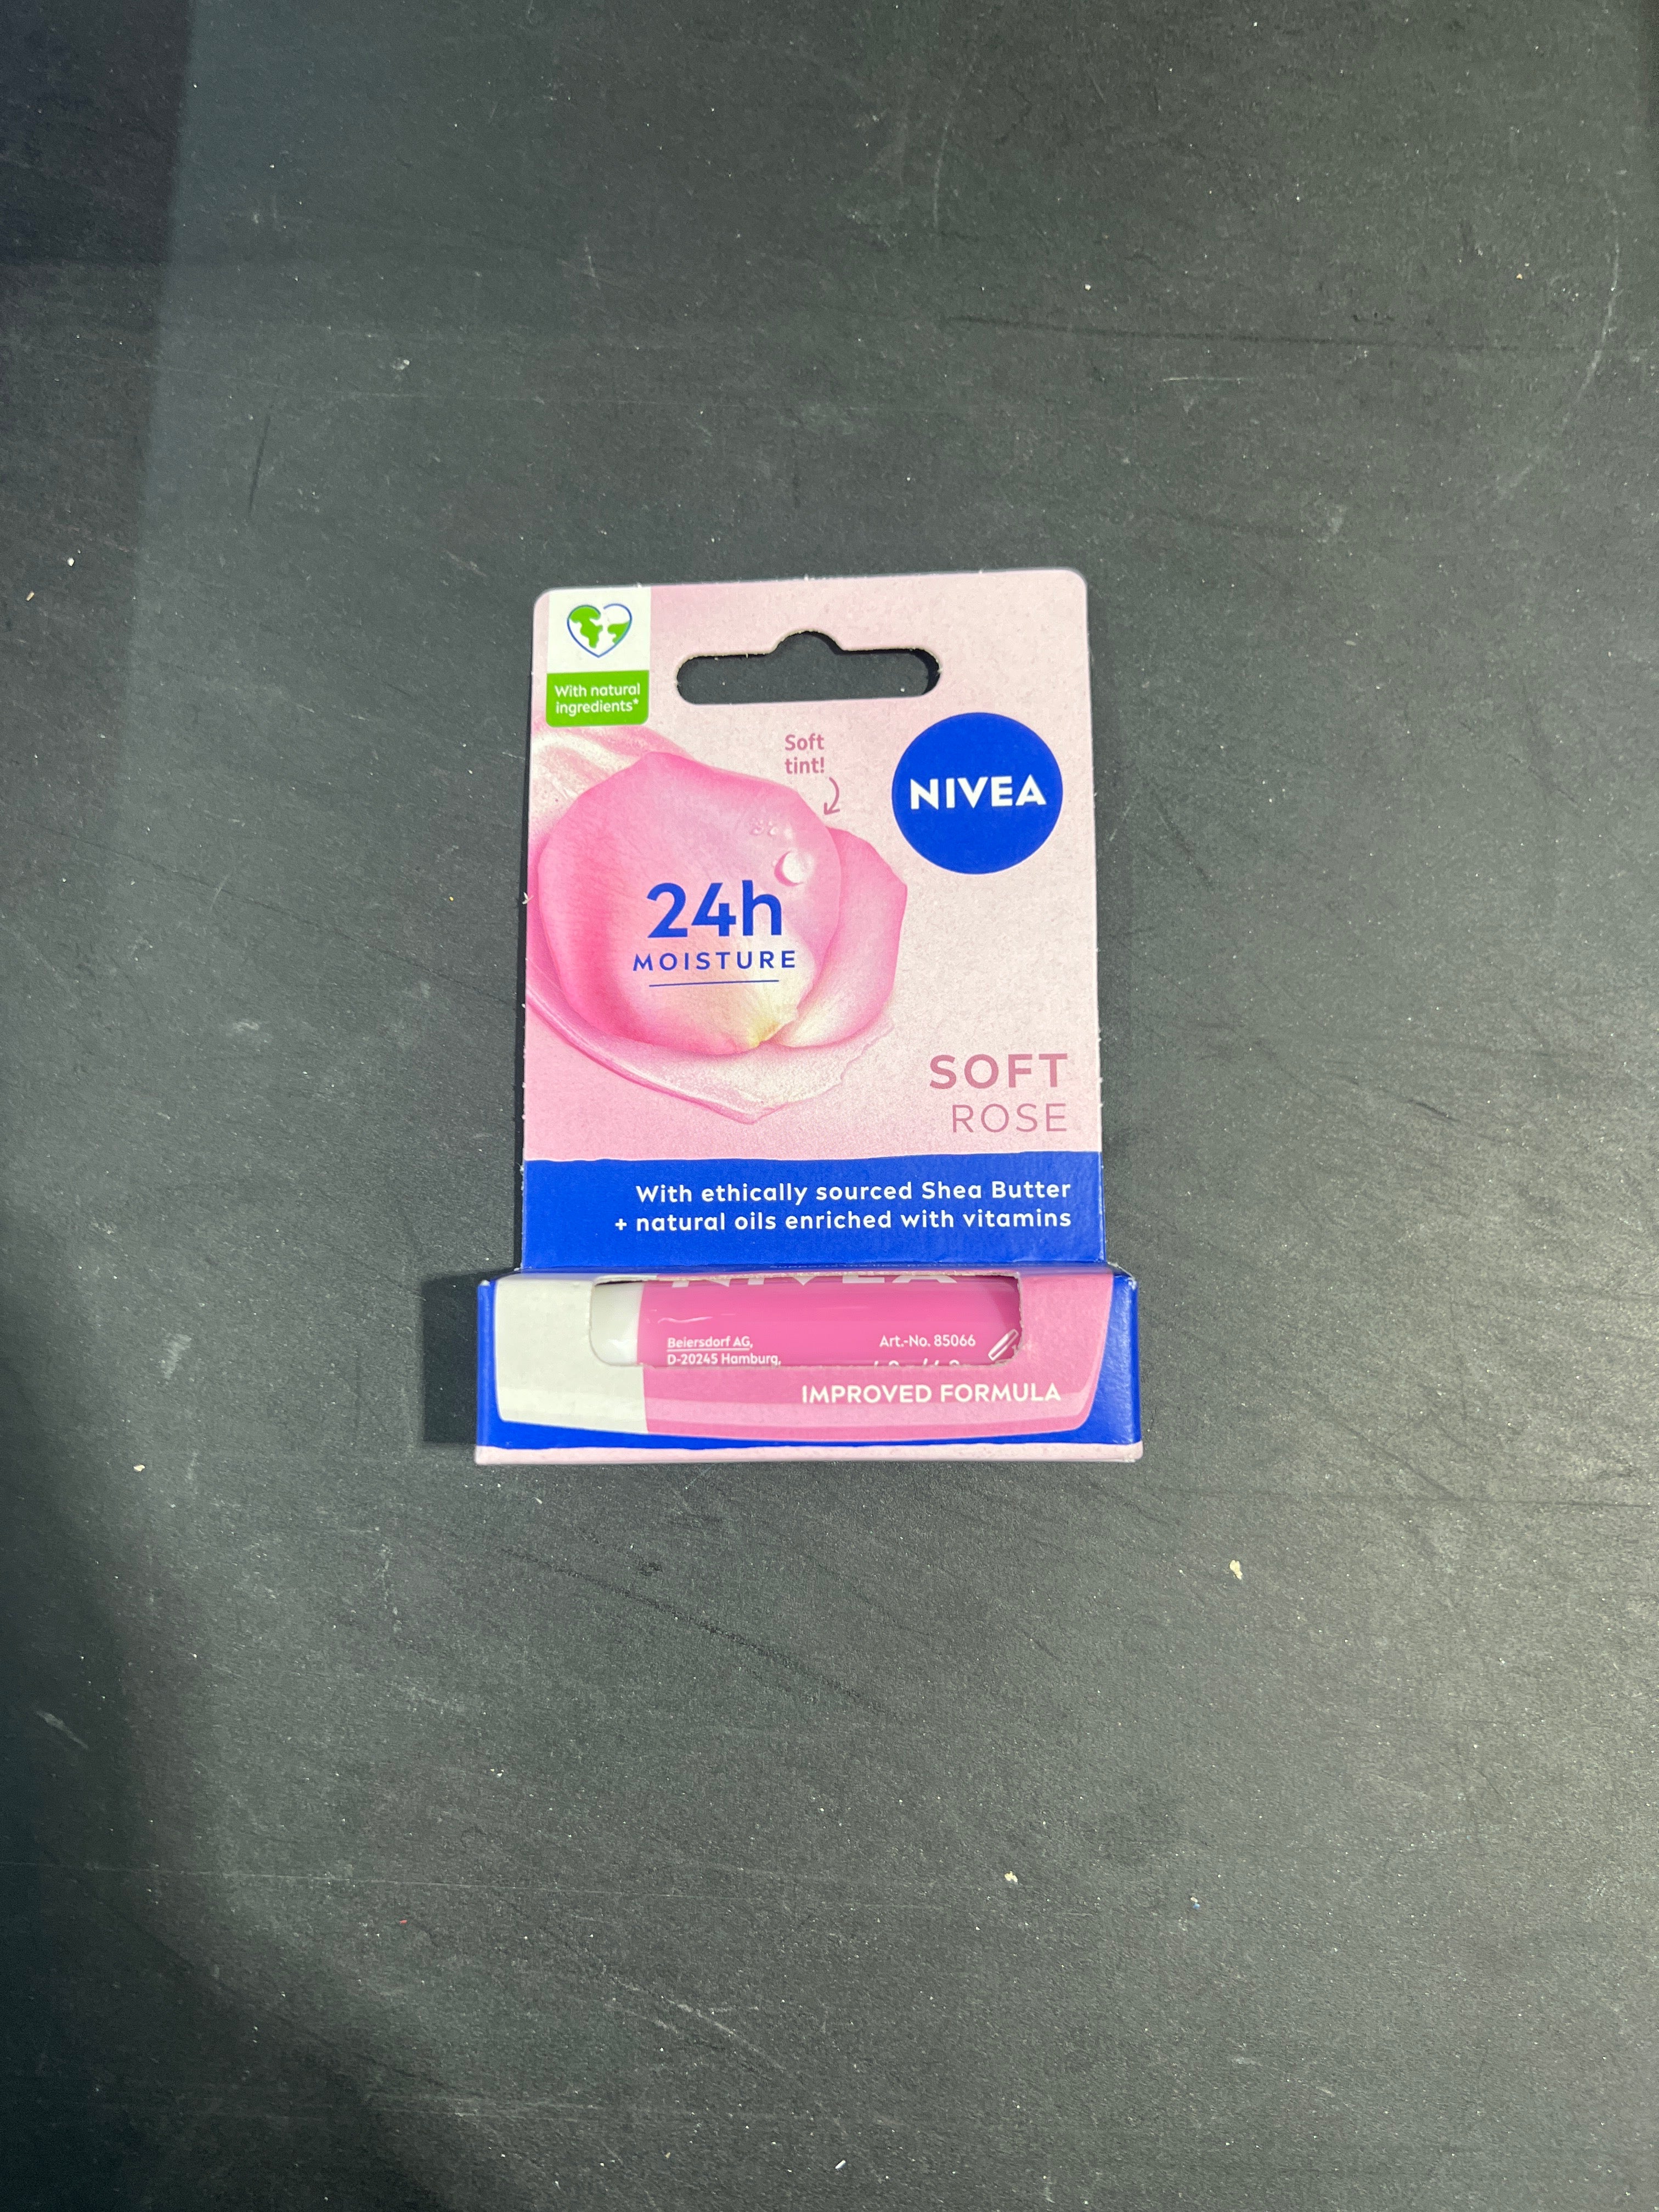 With natural
ingredients*
Soft
tint!
NIVEA
24h
MOISTURE
SOFT
ROSE
With ethically sourced Shea Butter
+ natural oils enriched with vitamins
NIVEA
Beiersdorf AG,
D-20245 Hamburg,
Art.-No. 85066
IMPROVED FORMULA